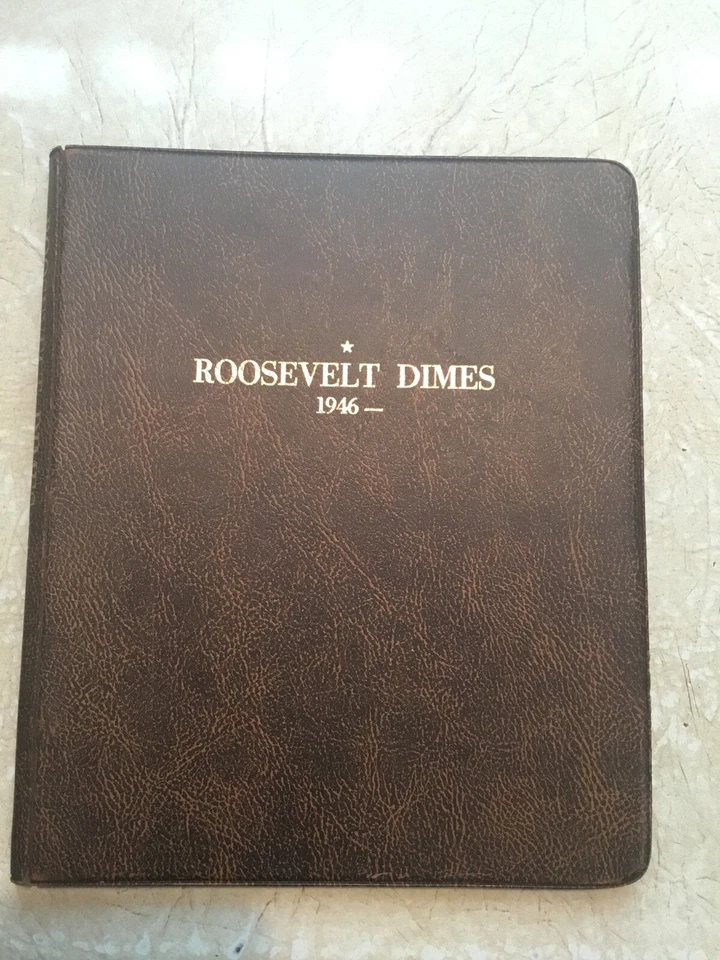 ROOSEVELT DIMES
1946 —